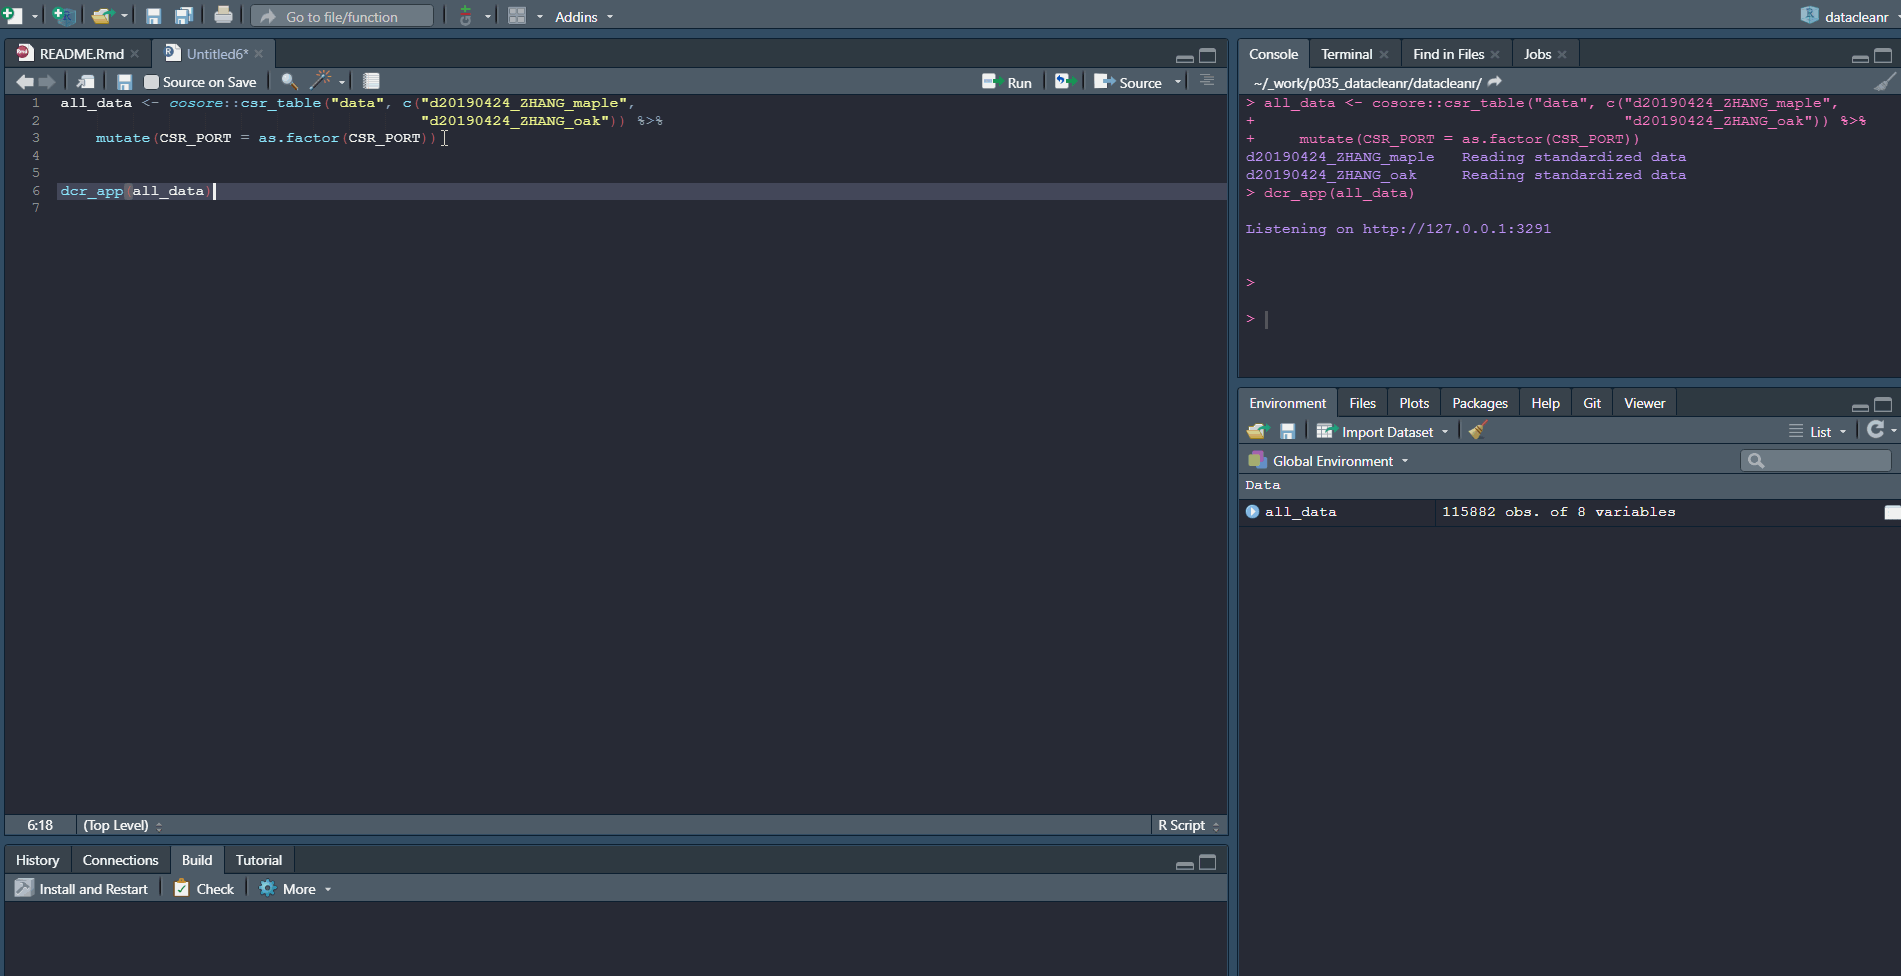 Go to file/function
Addins
datacleanr
README.Rmd
Untitled6*
Source on Save
Run
Source
1 all_data <- cosore::csr_table("data", c("d20190424_ZHANG_maple",
2 "d20190424_ZHANG_oak")) %>%
3 mutate(CSR_PORT = as.factor(CSR_PORT))
4
5
6 dcr_app(all_data)
7
6:18
(Top Level)
R Script
History
Connections
Build
Tutorial
Install and Restart
Check
More
Console
Terminal
Find in Files
Jobs
~/_work/p035_datacleanr/datacleanr/
> all_data <- cosore::csr_table("data", c("d20190424_ZHANG_maple",
+ "d20190424_ZHANG_oak")) %>%
+ mutate(CSR_PORT = as.factor(CSR_PORT))
d20190424_ZHANG_maple Reading standardized data
d20190424_ZHANG_oak Reading standardized data
> dcr_app(all_data)
Listening on http://127.0.0.1:3291
>
>
Environment
Files
Plots
Packages
Help
Git
Viewer
Import Dataset
List
Global Environment
Data
all_data
115882 obs. of 8 variables